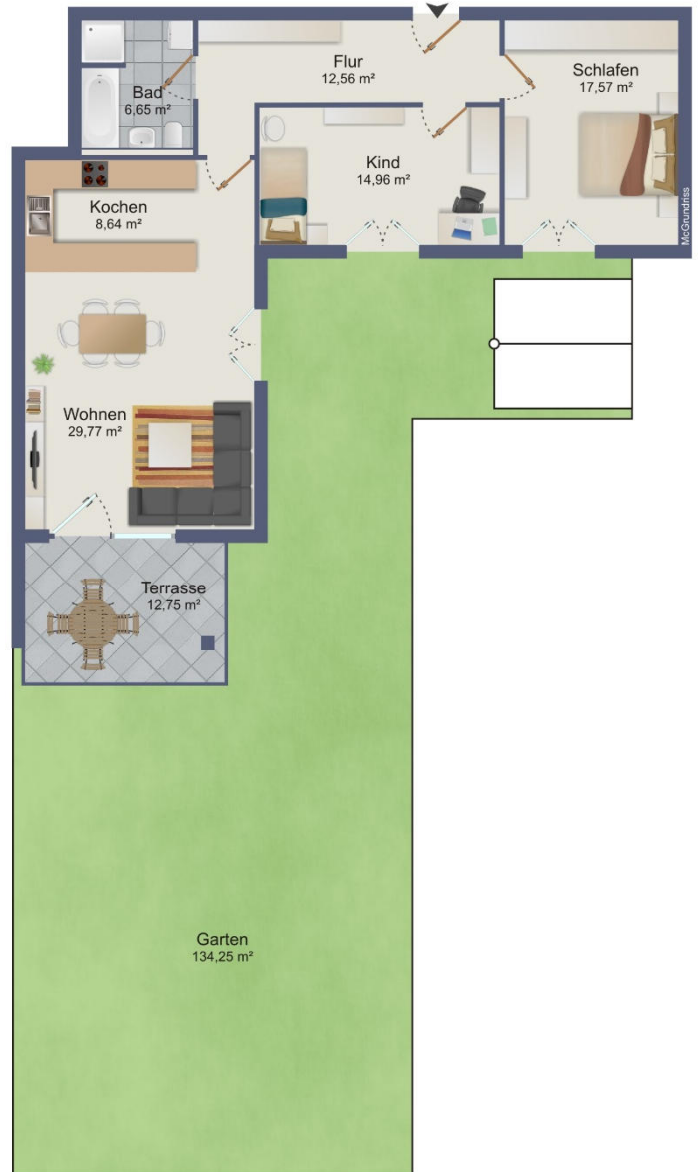 Flur
12,56 m²
Schlafen
17,57 m²
Bad
6,65 m²
Kind
14,96 m²
Kochen
8,64 m²
McGrundriss
Wohnen
29,77 m²
Terrasse
12,75 m²
Garten
134,25 m²